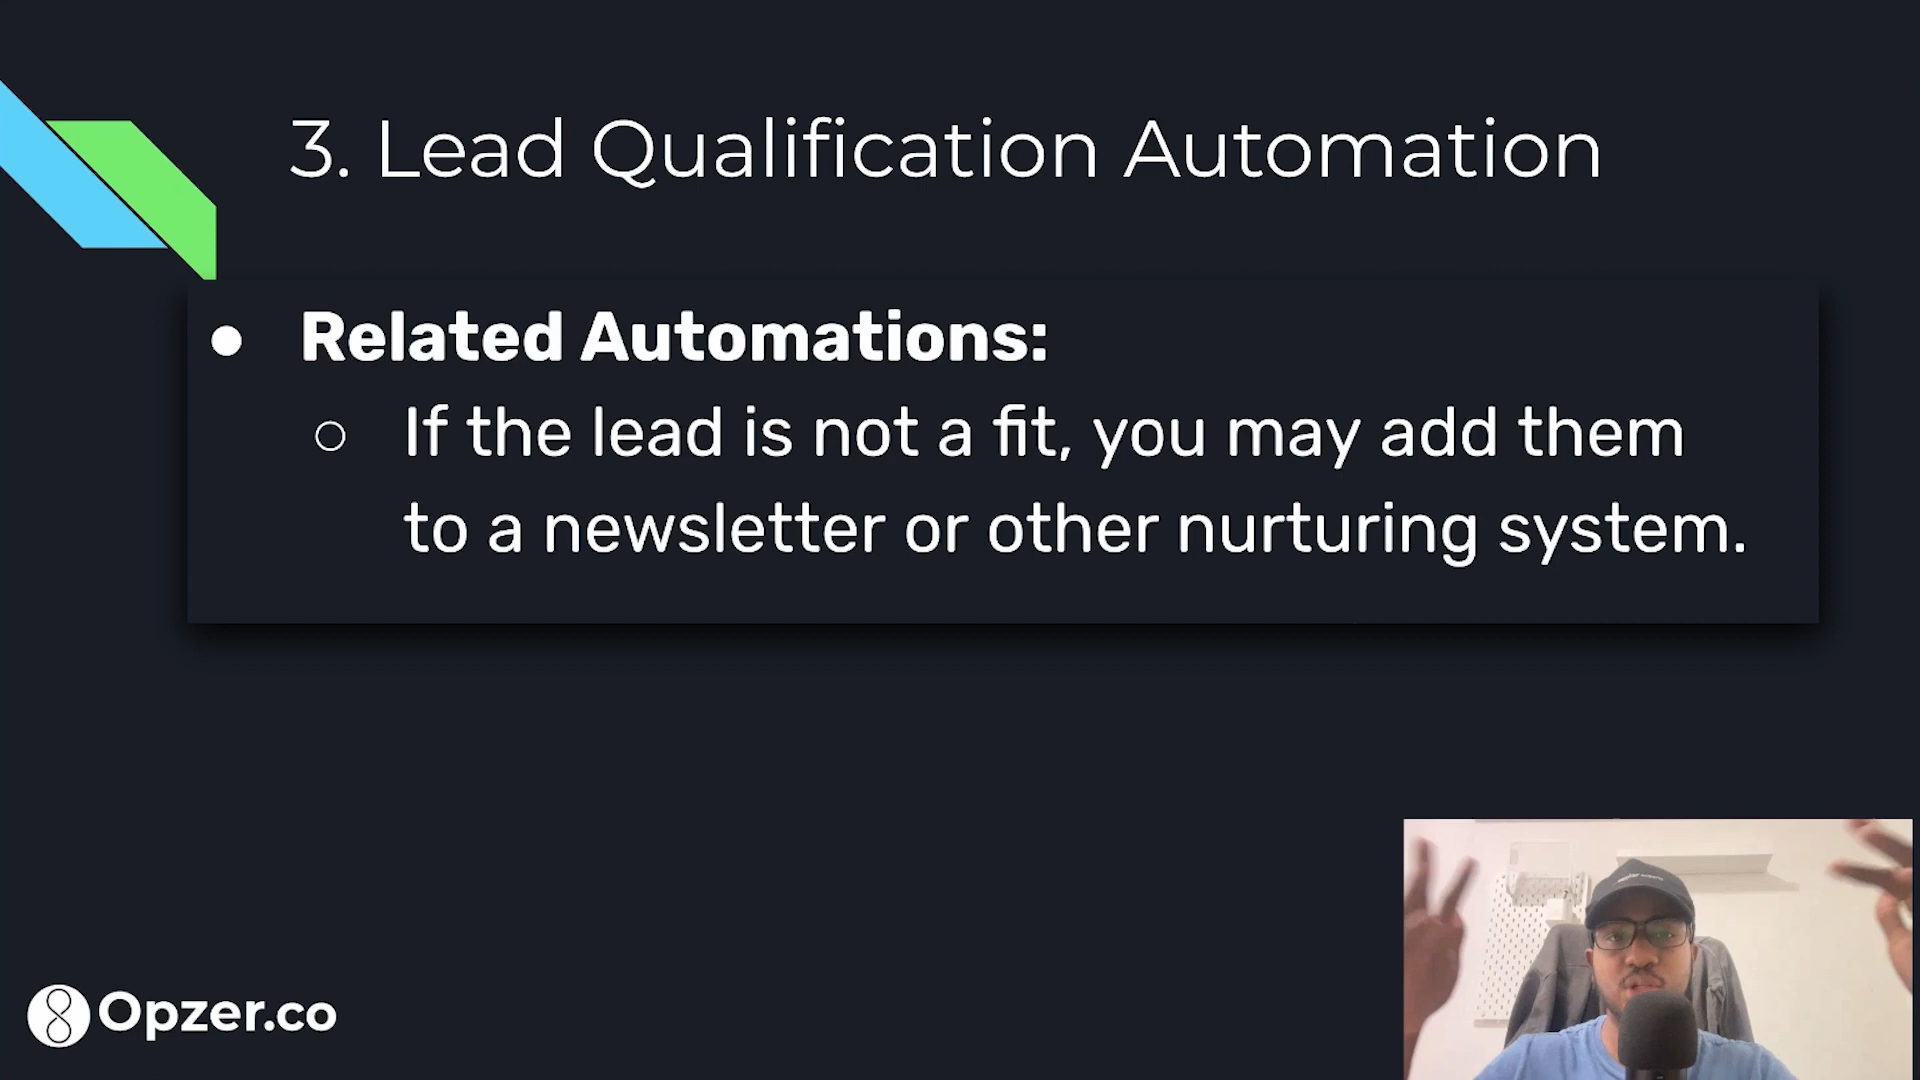 3. Lead Qualification Automation
● Related Automations:
○ If the lead is not a fit, you may add them
to a newsletter or other nurturing system.
Opzer.co